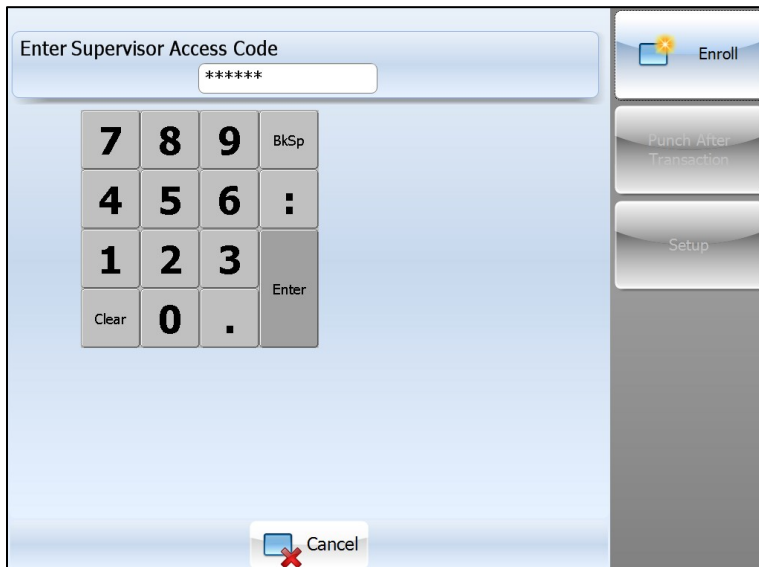 Enter Supervisor Access Code
******
7 8 9 BkSp
4 5 6 :
1 2 3
Enter
Clear 0 .
Cancel
Enroll
Punch After
Transaction
Setup